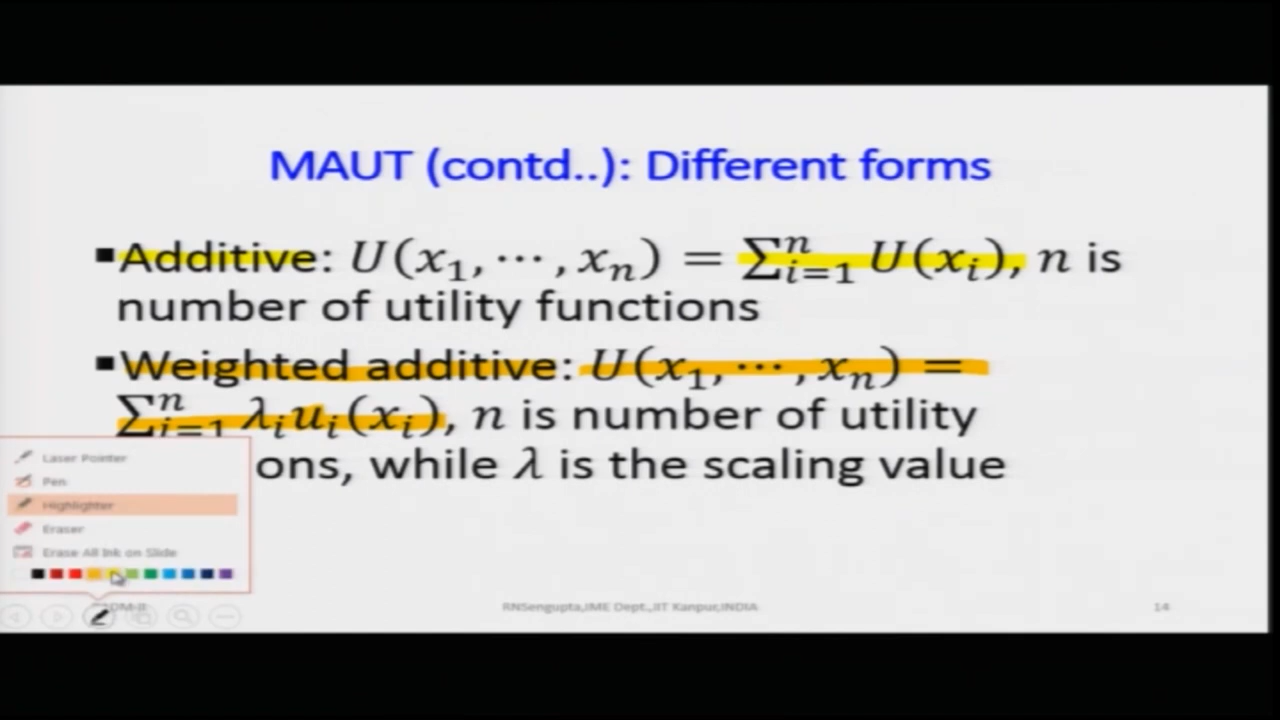 MAUT (contd..): Different forms
▪Additive: U(x₁, ⋯ , xₙ) = ∑ⁿᵢ₌₁ U(xᵢ), n is
number of utility functions
▪Weighted additive: U(x₁, ⋯ , xₙ) =
∑ⁿᵢ₌₁ λᵢuᵢ(xᵢ), n is number of utility
ons, while λ is the scaling value
Laser Pointer
Pen
Highlighter
Eraser
Erase All Ink on Slide
RNSengupta,IME Dept.,IIT Kanpur,INDIA
14